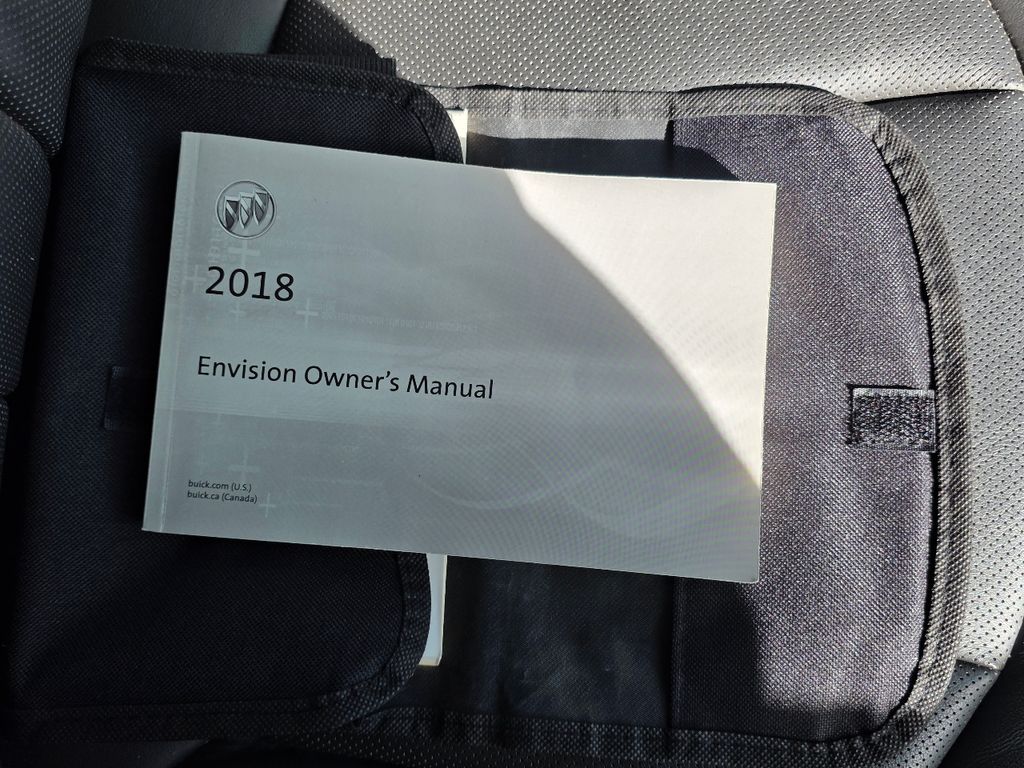 2018
Envision Owner's Manual
buick.com (U.S.)
buick.ca (Canada)